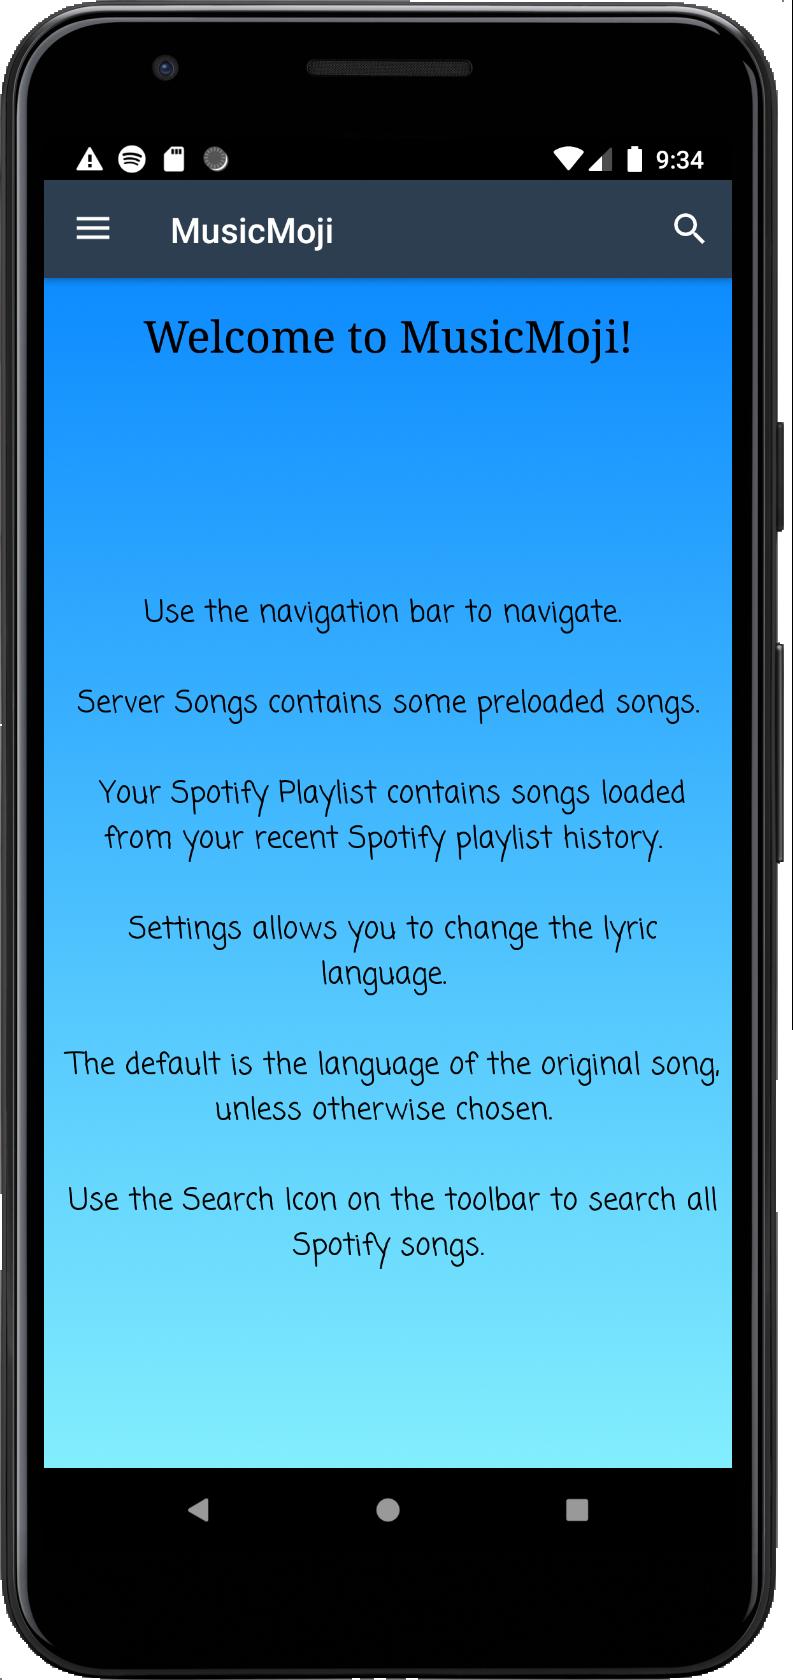 9:34
MusicMoji
Welcome to MusicMoji!
Use the navigation bar to navigate.
Server Songs contains some preloaded songs.
Your Spotify Playlist contains songs loaded
from your recent Spotify playlist history.
Settings allows you to change the lyric
language.
The default is the language of the original song,
unless otherwise chosen.
Use the Search Icon on the toolbar to search all
Spotify songs.